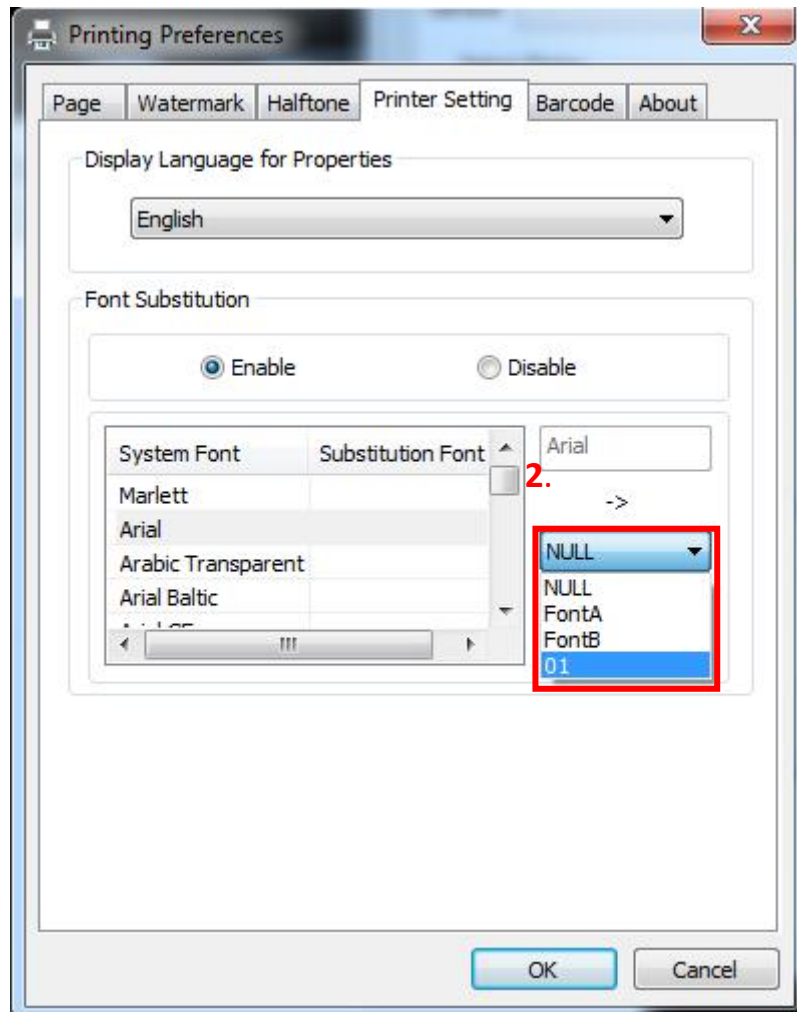 Printing Preferences
Page Watermark Halftone Printer Setting Barcode About
Display Language for Properties
English
Font Substitution
Enable Disable
System Font Substitution Font
Marlett
Arial
Arabic Transparent
Arial Baltic
Arial
2.
->
NULL
NULL
FontA
FontB
01
OK Cancel